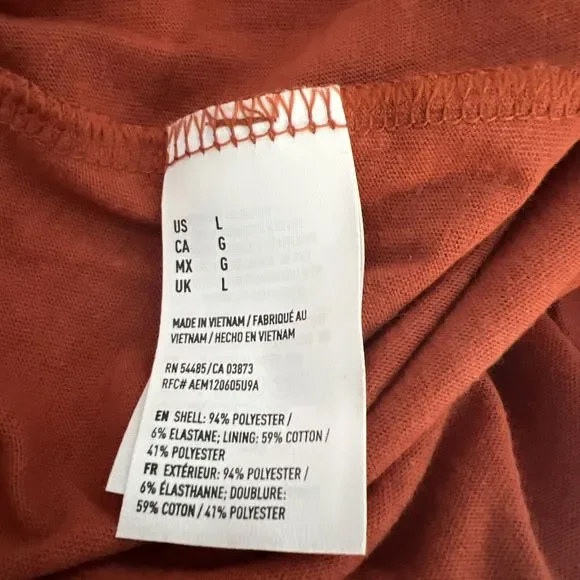 US L
CA G
MX G
UK L
MADE IN VIETNAM / FABRIQUÉ AU
VIETNAM / HECHO EN VIETNAM
RN 54485/CA 03873
RFC# AEM120605U9A
EN SHELL: 94% POLYESTER /
6% ELASTANE; LINING: 59% COTTON /
41% POLYESTER
FR EXTÉRIEUR: 94% POLYESTER /
6% ÉLASTHANNE; DOUBLURE:
59% COTON / 41% POLYESTER